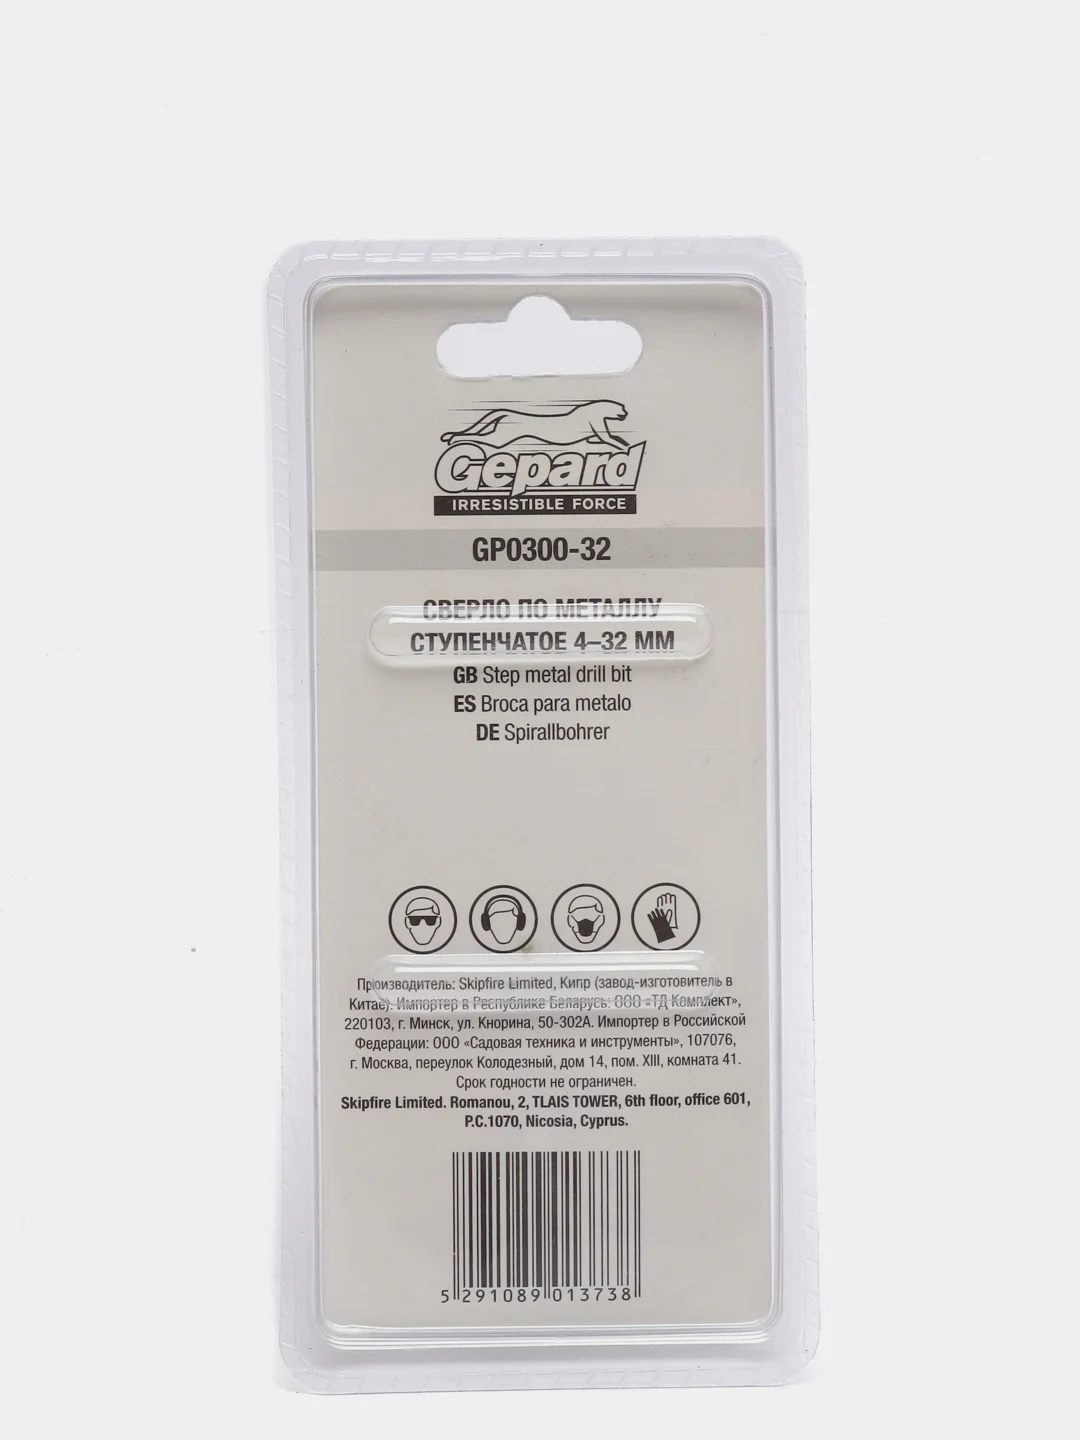 Gepard
IRRESISTIBLE FORCE
GP0300-32
СВЕРЛО ПО МЕТАЛЛУ
СТУПЕНЧАТОЕ 4–32 ММ
GB Step metal drill bit
ES Broca para metalo
DE Spirallbohrer
Производитель: Skipfire Limited, Кипр (завод-изготовитель в
Китае). Импортер в Республике Беларусь: ООО «ТД Комплект»,
220103, г. Минск, ул. Кнорина, 50-302А. Импортер в Российской
Федерации: ООО «Садовая техника и инструменты», 107076,
г. Москва, переулок Колодезный, дом 14, пом. XIII, комната 41.
Срок годности не ограничен.
Skipfire Limited. Romanou, 2, TLAIS TOWER, 6th floor, office 601,
P.C.1070, Nicosia, Cyprus.
5 291089 013738